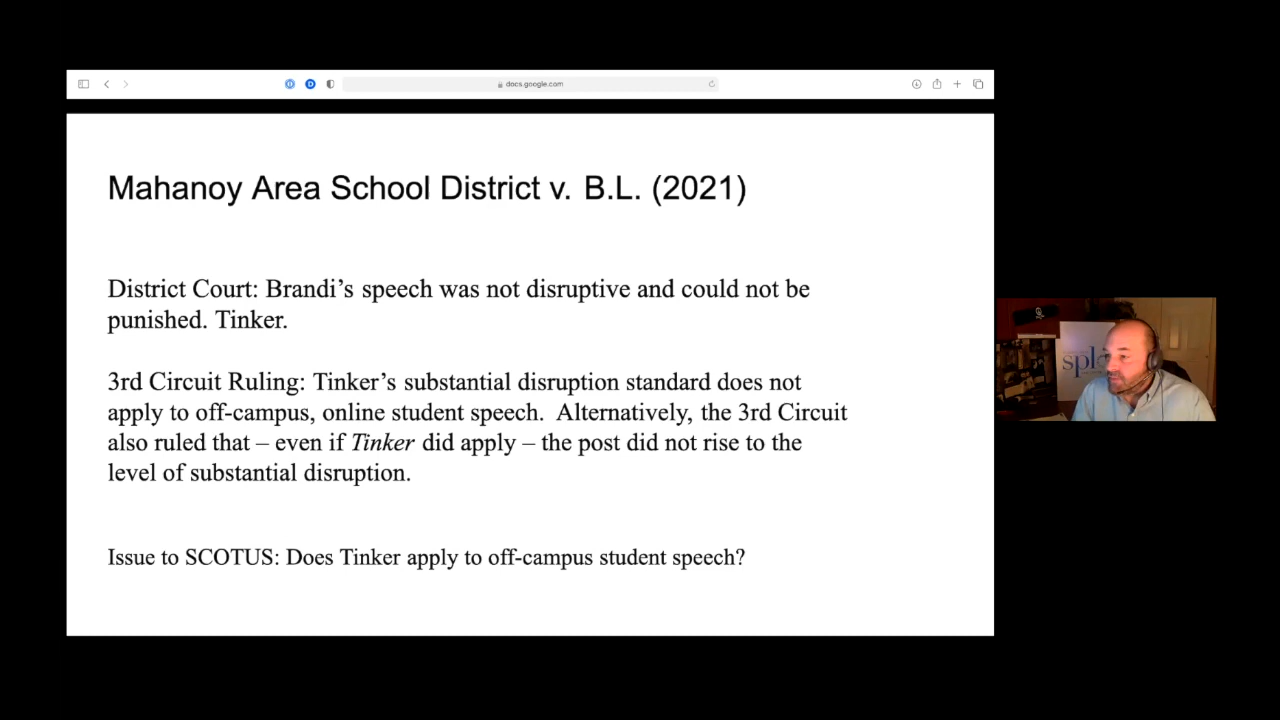 docs.google.com
Mahanoy Area School District v. B.L. (2021)
District Court: Brandi’s speech was not disruptive and could not be
punished. Tinker.
3rd Circuit Ruling: Tinker’s substantial disruption standard does not
apply to off-campus, online student speech.  Alternatively, the 3rd Circuit
also ruled that – even if Tinker did apply – the post did not rise to the
level of substantial disruption.
Issue to SCOTUS: Does Tinker apply to off-campus student speech?